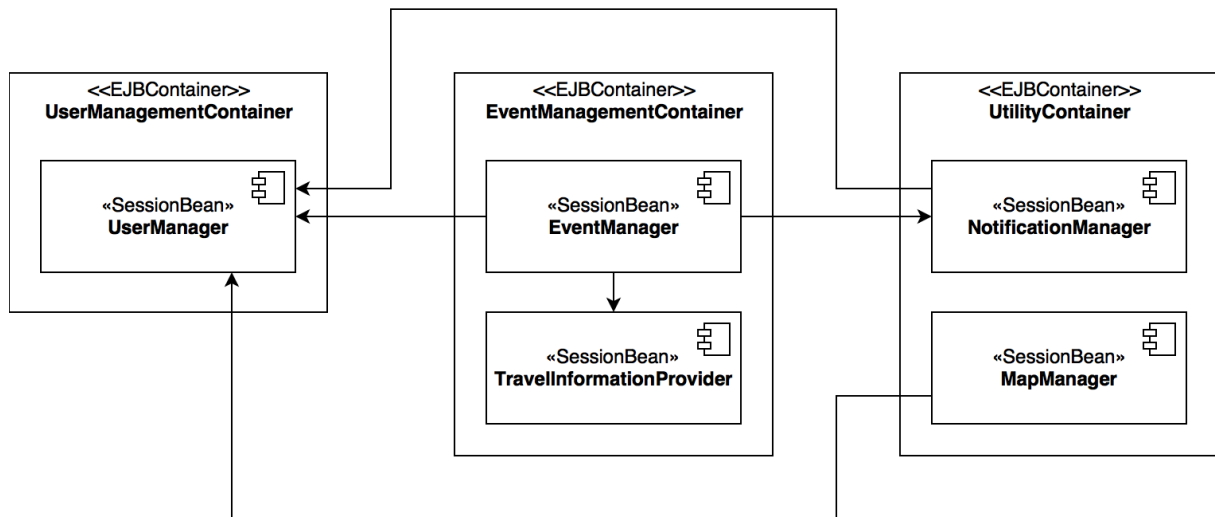 <<EJBContainer>>
UserManagementContainer
«SessionBean»
UserManager
<<EJBContainer>>
EventManagementContainer
«SessionBean»
EventManager
«SessionBean»
TravelInformationProvider
<<EJBContainer>>
UtilityContainer
«SessionBean»
NotificationManager
«SessionBean»
MapManager